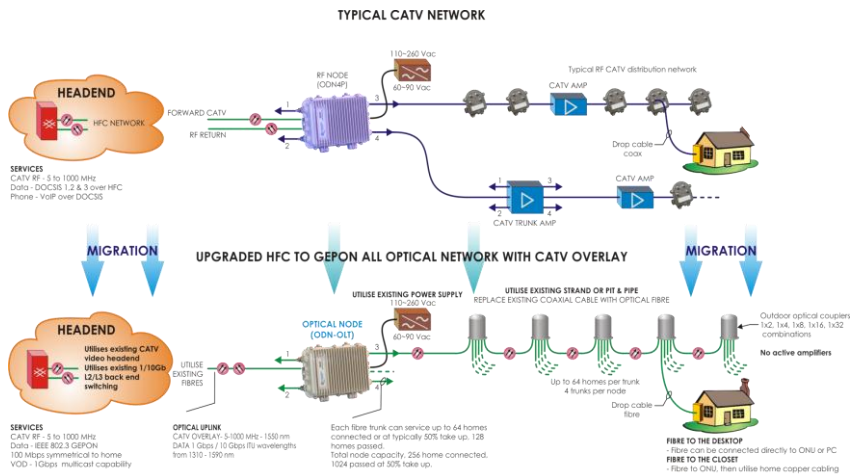 TYPICAL CATV NETWORK
110~260 Vac
60~90 Vac
RF NODE
(ODN4P)
Typical RF CATV distribution network
CATV AMP
HEADEND
HFC NETWORK
FORWARD CATV
RF RETURN
1
2
3
4
Drop cable
coax
SERVICES
CATV RF - 5 to 1000 MHz
Data - DOCSIS 1,2 & 3 over HFC
Phone - VoIP over DOCSIS
1
2
3
4
CATV TRUNK AMP
CATV AMP
MIGRATION
MIGRATION
UPGRADED HFC TO GEPON ALL OPTICAL NETWORK WITH CATV OVERLAY
UTILISE EXISTING POWER SUPPLY
110~260 Vac
60~90 Vac
UTILISE EXISTING STRAND OR PIT & PIPE
REPLACE EXISTING COAXIAL CABLE WITH OPTICAL FIBRE
HEADEND
Utilises existing CATV
video headend
Utilises existing 1/10Gb
L2/L3 back end
switching
OPTICAL NODE
(ODN-OLT)
UTILISE
EXISTING
FIBRES
1
2
3
4
Outdoor optical couplers
1x2, 1x4, 1x8, 1x16, 1x32
combinations
No active amplifiers
Up to 64 homes per trunk
4 trunks per node
Drop cable
fibre
SERVICES
CATV RF - 5 to 1000 MHz
Data - IEEE 802.3 GEPON
100 Mbps symmetrical to home
VOD - 1Gbps multicast capability
OPTICAL UPLINK
CATV OVERLAY- 5-1000 MHz - 1550 nm
DATA 1 Gbps / 10 Gbps ITU wavelengths
from 1310 - 1590 nm
Each fibre trunk can service up to 64 homes
connected or at typically 50% take up. 128
homes passed.
Total node capacity. 256 home connected,
1024 passed at 50% take up.
FIBRE TO THE DESKTOP
- Fibre can be connected directly to ONU or PC
FIBRE TO THE CLOSET
- Fibre to ONU, then utilise home copper cabling